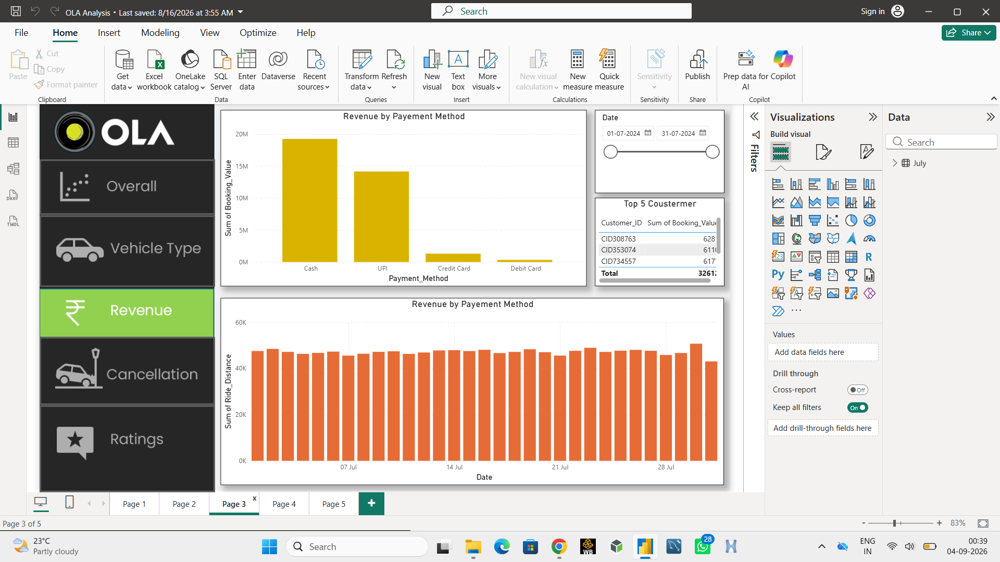 OLA Analysis • Last saved: 8/16/2026 at 3:55 AM
Search
Sign in
File
Home
Insert
Modeling
View
Optimize
Help
Share
Paste
Cut
Copy
Format painter
Clipboard
Get data
Excel workbook
OneLake catalog
SQL Server
Enter data
Dataverse
Recent sources
Data
Transform data
Refresh
Queries
New visual
Text box
More visuals
Insert
New visual calculation
New measure
Quick measure
Calculations
Sensitivity
Sensitivity
Publish
Share
Prep data for AI
Copilot
Copilot
DAX
TMDL
OLA
Overall
Vehicle Type
Revenue
Cancellation
Ratings
Revenue by Payement Method
Sum of Booking_Value
20M
15M
10M
5M
0M
Cash
UPI
Credit Card
Debit Card
Payment_Method
Date
01-07-2024
31-07-2024
Top 5 Coustermer
Customer_ID Sum of Booking_Value
CID308763
CID353074
CID734557
Total
Revenue by Payement Method
Sum of Ride_Distance
60K
40K
20K
0K
07 Jul
14 Jul
21 Jul
28 Jul
Date
Filters
Visualizations
Build visual
123
R
Py
Values
Add data fields here
Drill through
Cross-report
Off
Keep all filters
On
Add drill-through fields here
Data
Search
July
Page 1
Page 2
Page 3
x
Page 4
Page 5
+
Page 3 of 5
- + 83%
23°C
Partly cloudy
Search
WB
28
ENG
IN
00:39
04-09-2026